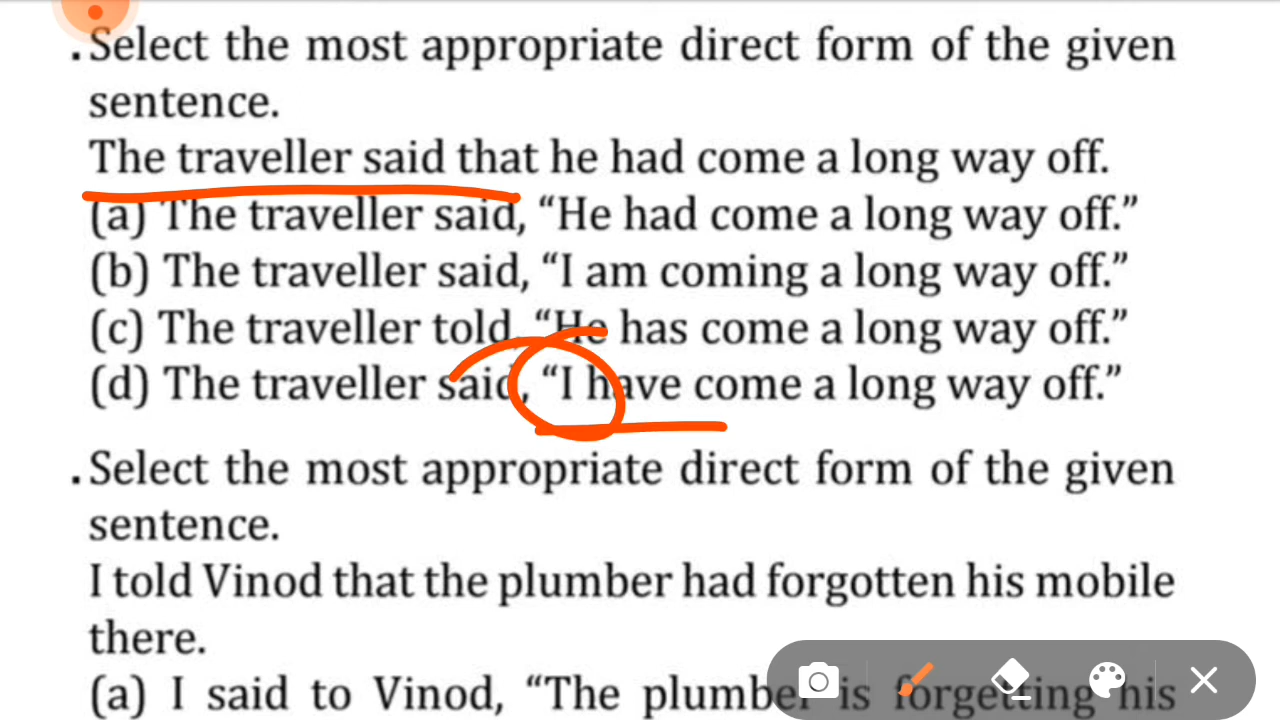 . Select the most appropriate direct form of the given
sentence.
The traveller said that he had come a long way off.
(a) The traveller said, “He had come a long way off.”
(b) The traveller said, “I am coming a long way off.”
(c) The traveller told, “He has come a long way off.”
(d) The traveller said, “I have come a long way off.”
. Select the most appropriate direct form of the given
sentence.
I told Vinod that the plumber had forgotten his mobile
there.
(a) I said to Vinod, “The plumber is forgetting his